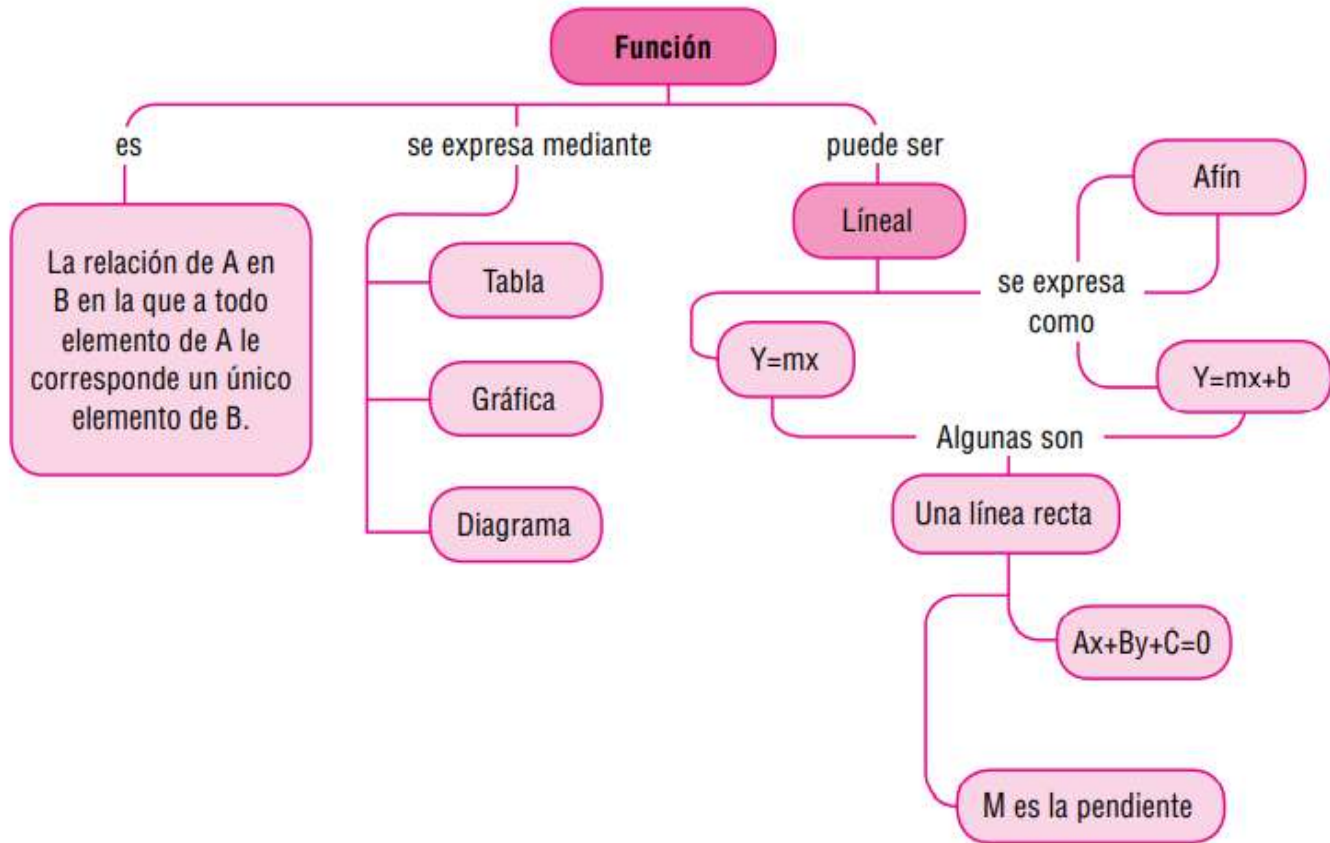 Función
es
se expresa mediante
puede ser
La relación de A en
B en la que a todo
elemento de A le
corresponde un único
elemento de B.
Tabla
Gráfica
Diagrama
Líneal
Afín
se expresa
como
Y=mx
Y=mx+b
Algunas son
Una línea recta
Ax+By+C=0
M es la pendiente